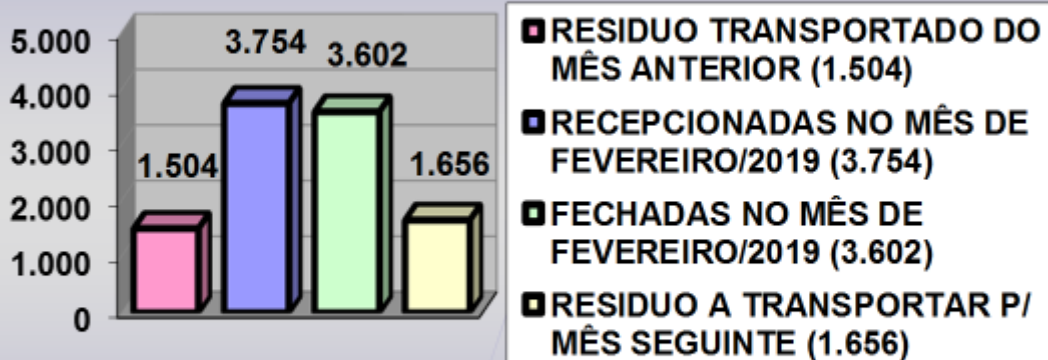 5.000
4.000
3.000
2.000
1.000
0
1.504
3.754
3.602
1.656
RESIDUO TRANSPORTADO DO
MÊS ANTERIOR (1.504)
RECEPCIONADAS NO MÊS DE
FEVEREIRO/2019 (3.754)
FECHADAS NO MÊS DE
FEVEREIRO/2019 (3.602)
RESIDUO A TRANSPORTAR P/
MÊS SEGUINTE (1.656)